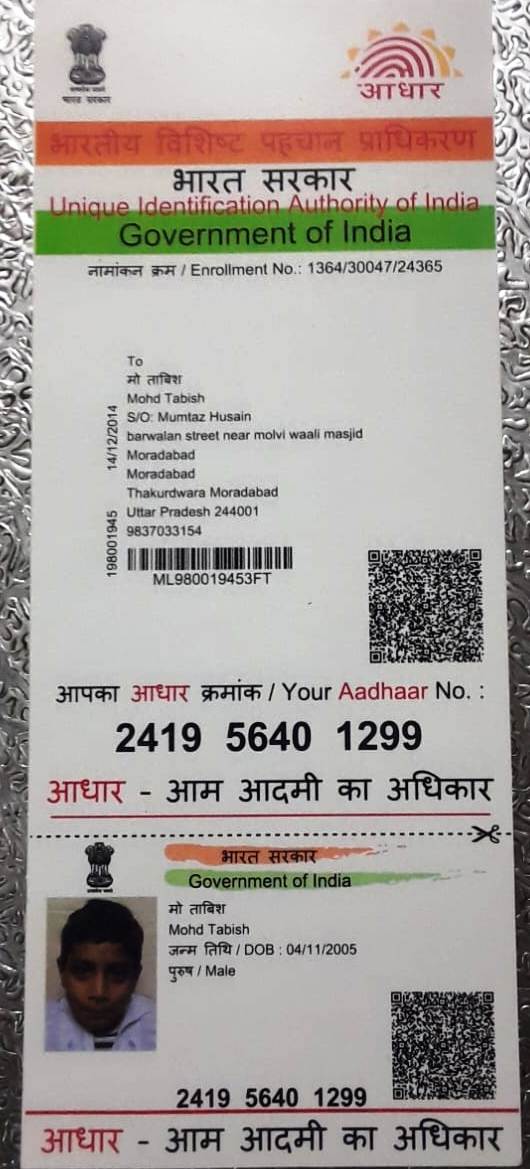 भारत सरकार
आधार
भारतीय विशिष्ट पहचान प्राधिकरण
भारत सरकार
Unique Identification Authority of India
Government of India
नामांकन क्रम / Enrollment No.: 1364/30047/24365
To
मो ताबिश
Mohd Tabish
S/O: Mumtaz Husain
barwalan street near molvi waali masjid
Moradabad
Moradabad
Thakurdwara Moradabad
Uttar Pradesh 244001
9837033154
14/12/2014
198001945
ML980019453FT
आपका आधार क्रमांक / Your Aadhaar No. :
2419 5640 1299
आधार - आम आदमी का अधिकार
भारत सरकार
Government of India
मो ताबिश
Mohd Tabish
जन्म तिथि / DOB : 04/11/2005
पुरुष / Male
2419 5640 1299
आधार - आम आदमी का अधिकार